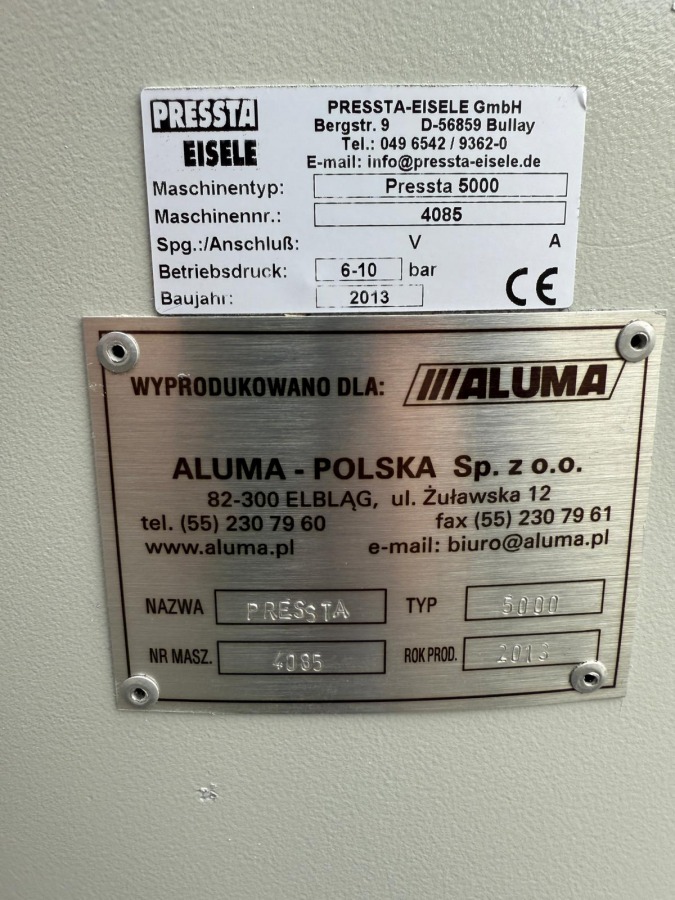 PRESSTA
EISELE
PRESSTA-EISELE GmbH
Bergstr. 9 D-56859 Bullay
Tel.: 049 6542 / 9362-0
E-mail: info@pressta-eisele.de
Maschinentyp: Pressta 5000
Maschinennr.: 4085
Spg.:/Anschluß: V A
Betriebsdruck: 6-10 bar
Baujahr: 2013 CE
WYPRODUKOWANO DLA: ///ALUMA
ALUMA - POLSKA Sp. z o.o.
82-300 ELBLĄG, ul. Żuławska 12
tel. (55) 230 79 60 fax (55) 230 79 61
www.aluma.pl e-mail: biuro@aluma.pl
NAZWA PRESSTA TYP 5000
NR MASZ. 4085 ROK PROD. 2013